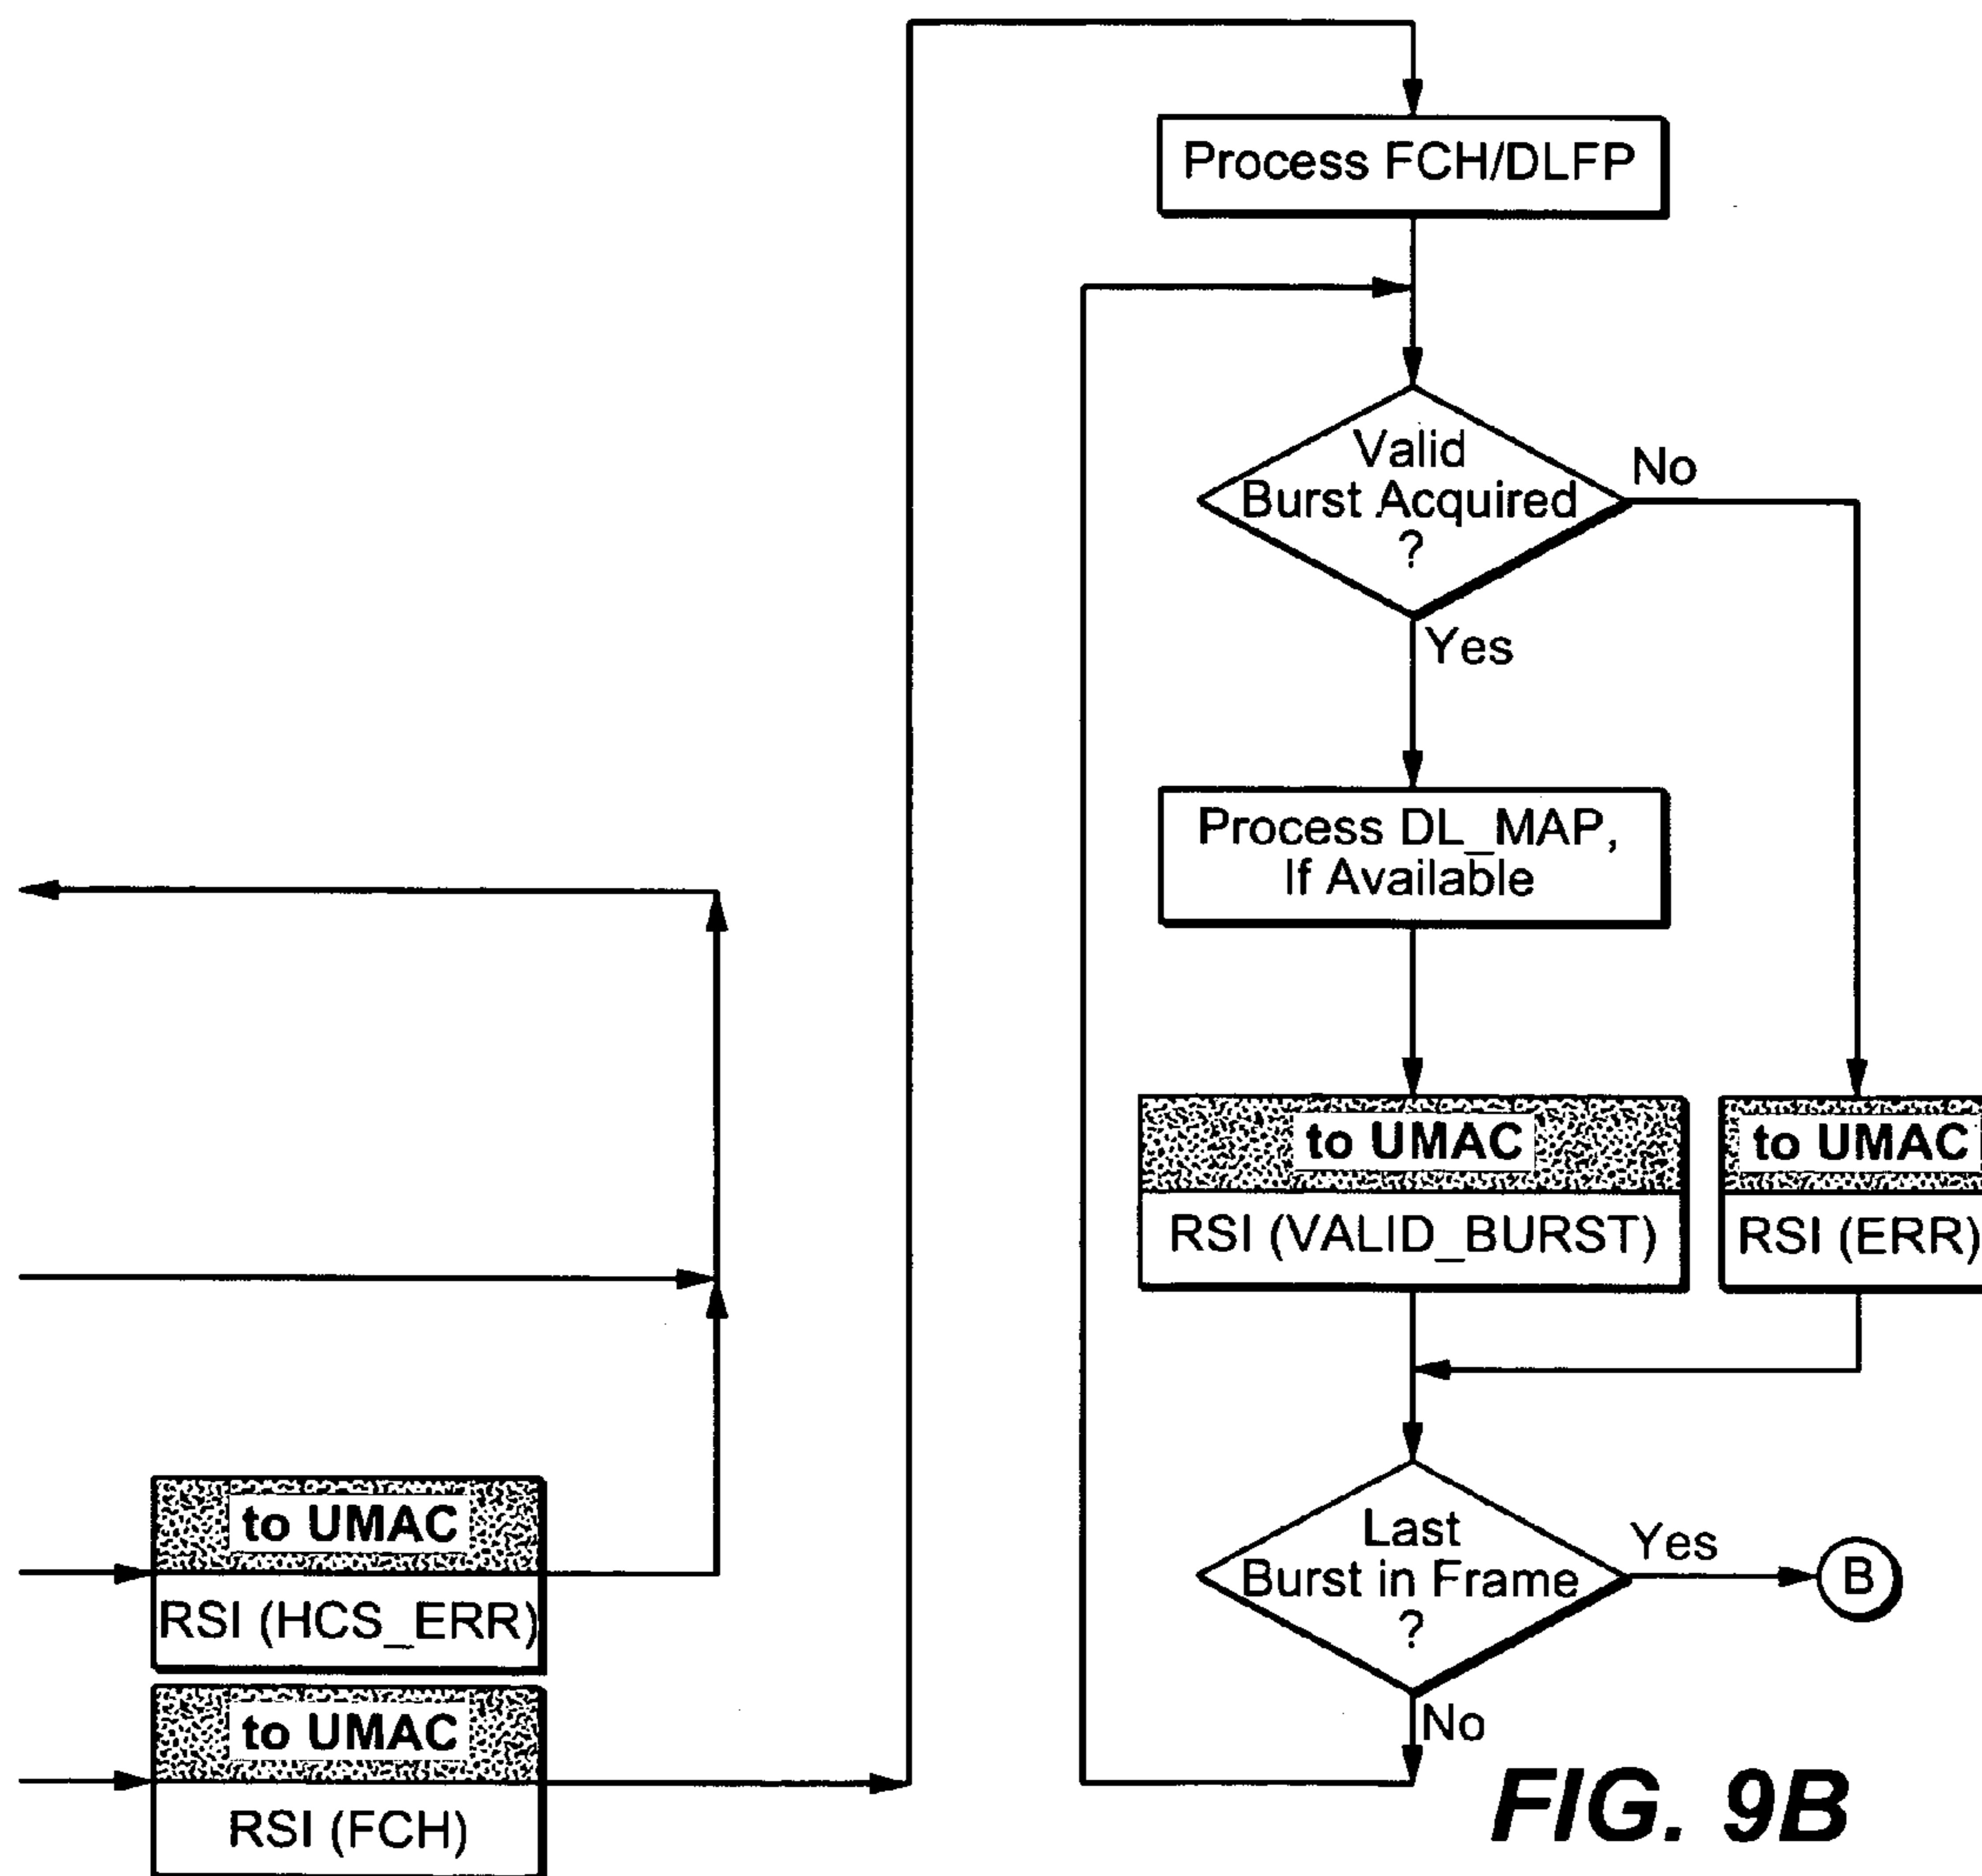 Process FCH/DLFP
Valid
Burst Acquired
?
No
Yes
Process DL_MAP,
If Available
to UMAC
RSI (VALID_BURST)
to UMAC
RSI (ERR)
Last
Burst in Frame
?
Yes
B
No
to UMAC
RSI (HCS_ERR)
to UMAC
RSI (FCH)
FIG. 9B